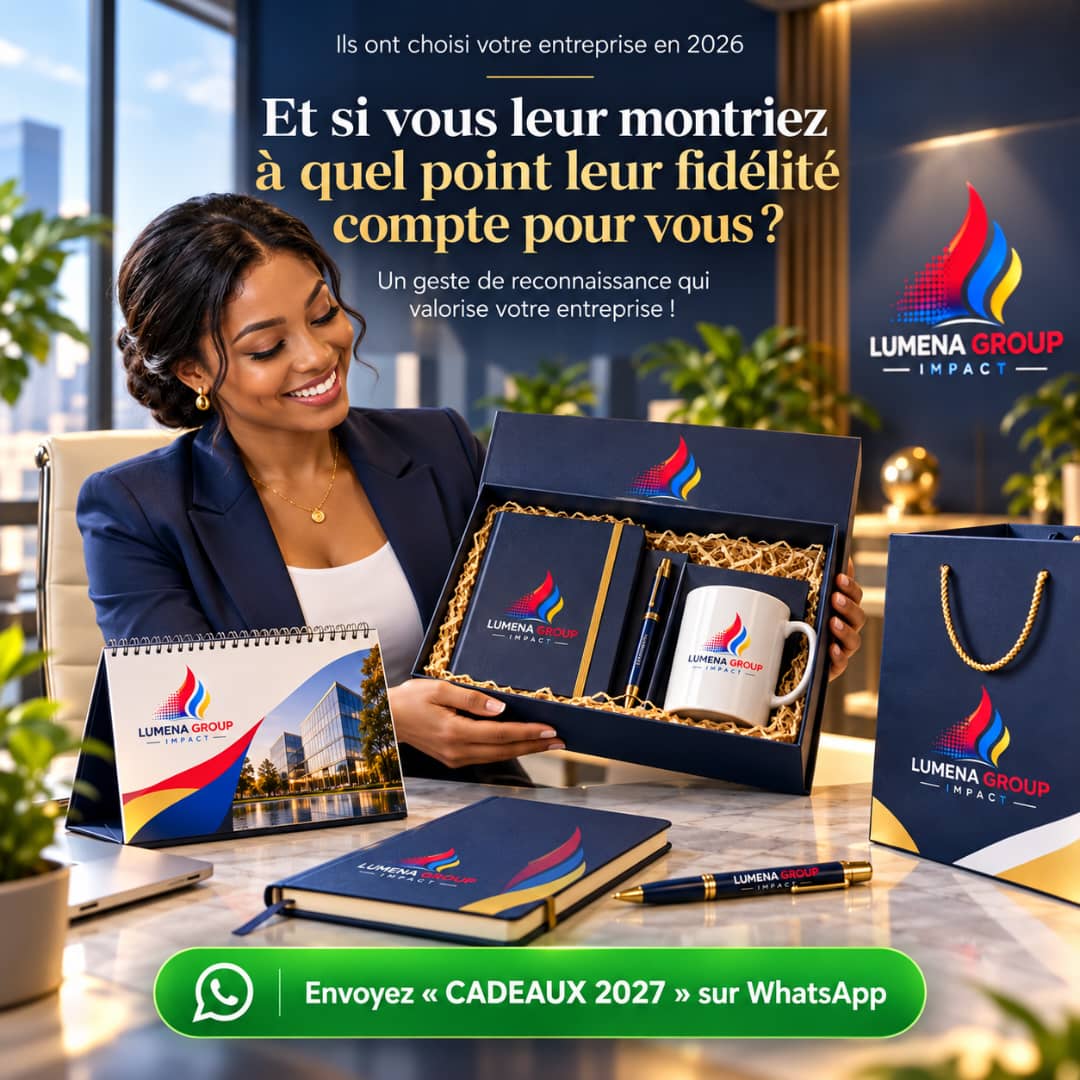 Ils ont choisi votre entreprise en 2026
Et si vous leur montriez
à quel point leur fidélité
compte pour vous ?
Un geste de reconnaissance qui
valorise votre entreprise !
LUMENA GROUP
IMPACT
LUMENA GROUP
IMPACT
LUMENA GROUP
IMPACT
LUMENA GROUP
IMPACT
LUMENA GROUP
IMPACT
LUMENA GROUP
IMPACT
LUMENA GROUP
IMPACT
Envoyez « CADEAUX 2027 » sur WhatsApp